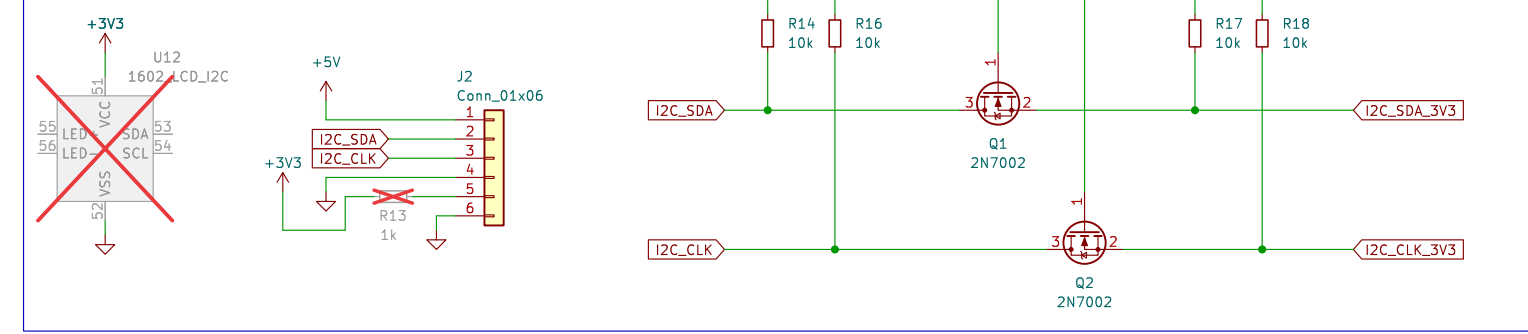 +3V3
U12
1602_LCD_I2C
51
VCC
55
LED+
SDA
53
56
LED-
SCL
54
VSS
52
+5V
J2
Conn_01x06
1
I2C_SDA
2
I2C_CLK
3
+3V3
4
5
R13
1k
6
R14
10k
R16
10k
R17
10k
R18
10k
1
I2C_SDA
3
2
I2C_SDA_3V3
Q1
2N7002
1
I2C_CLK
3
2
I2C_CLK_3V3
Q2
2N7002